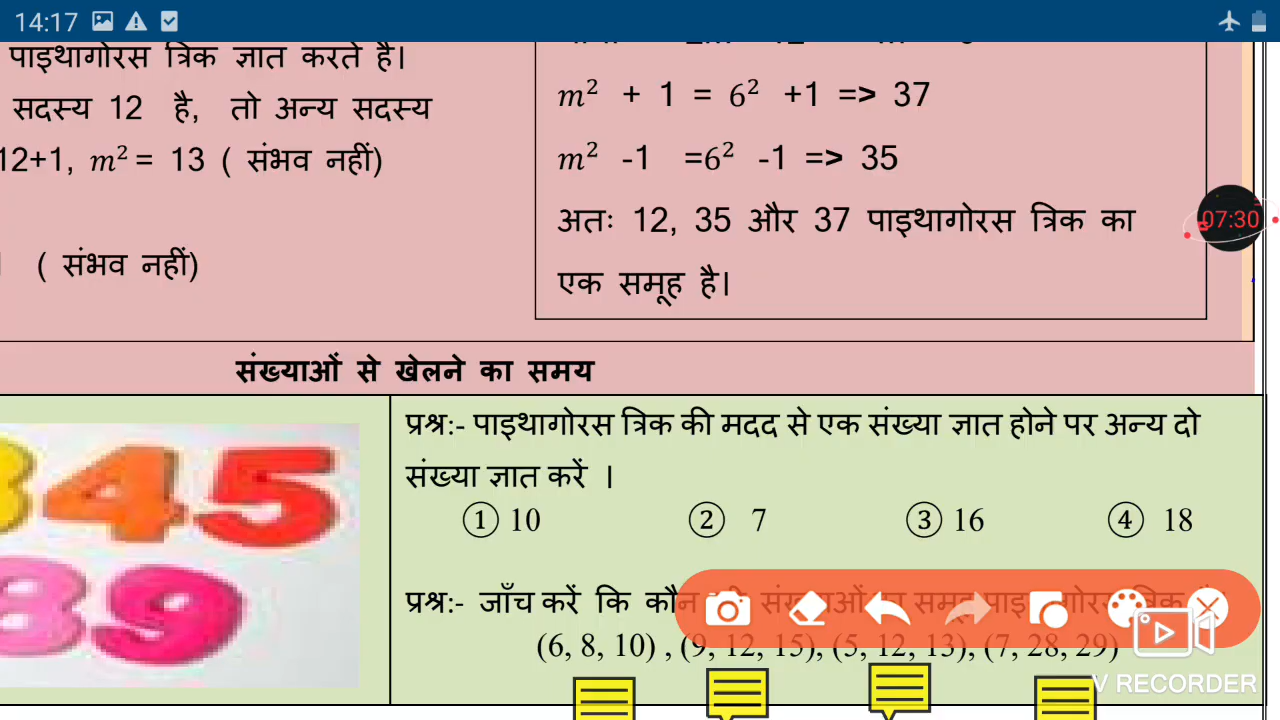 14:17
पाइथागोरस त्रिक ज्ञात करते है।
सदस्य 12 है, तो अन्य सदस्य
12+1, m² = 13 ( संभव नहीं)
( संभव नहीं)
m² + 1 = 6² +1 => 37
m² -1 =6² -1 => 35
अतः 12, 35 और 37 पाइथागोरस त्रिक का
एक समूह है।
07:30
संख्याओं से खेलने का समय
345
89
प्रश्न:- पाइथागोरस त्रिक की मदद से एक संख्या ज्ञात होने पर अन्य दो
संख्या ज्ञात करें ।
① 10 ② 7 ③ 16 ④ 18
प्रश्न:- जाँच करें कि कौन
(6, 8, 10) , (9, 12, 15), (5, 12, 13), (7, 28, 29)
V RECORDER